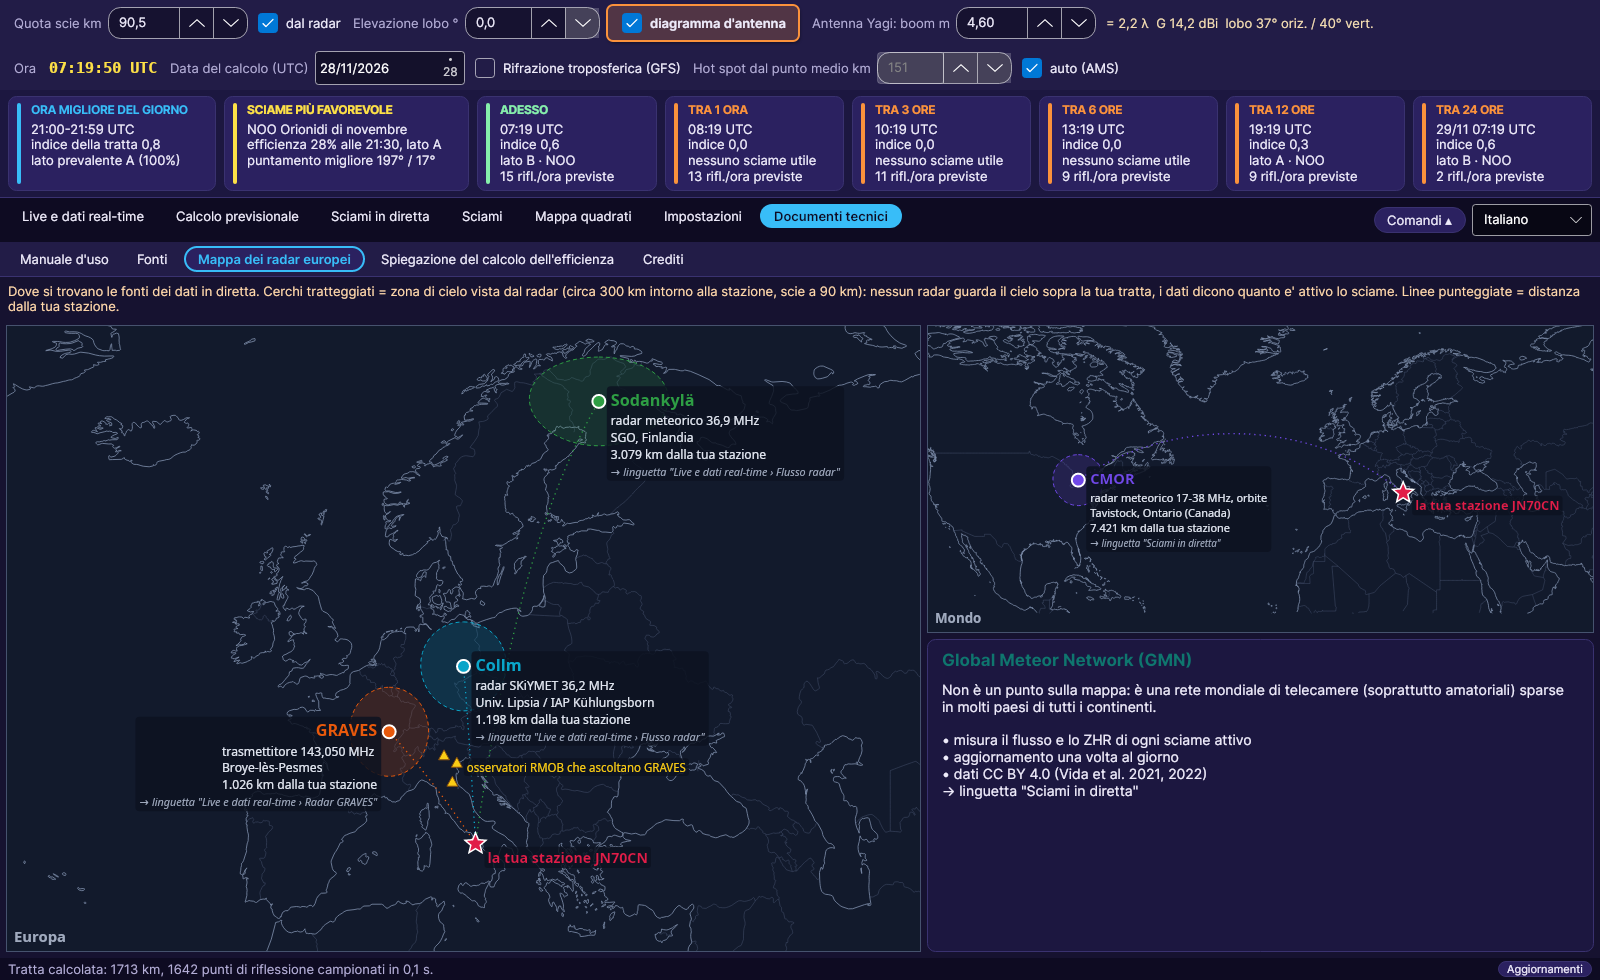 Quota scie km 90,5 dal radar Elevazione lobo ° 0,0 diagramma d'antenna Antenna Yagi: boom m 4,60 = 2,2 λ G 14,2 dBi lobo 37° oriz. / 40° vert.
Ora 07:19:50 UTC Data del calcolo (UTC) 28/11/2026 28 Rifrazione troposferica (GFS) Hot spot dal punto medio km 151 auto (AMS)
ORA MIGLIORE DEL GIORNO
21:00-21:59 UTC
indice della tratta 0,8
lato prevalente A (100%)
SCIAME PIÙ FAVOREVOLE
NOO Orionidi di novembre
efficienza 28% alle 21:30, lato A
puntamento migliore 197° / 17°
ADESSO
07:19 UTC
indice 0,6
lato B · NOO
15 rifl./ora previste
TRA 1 ORA
08:19 UTC
indice 0,0
nessuno sciame utile
13 rifl./ora previste
TRA 3 ORE
10:19 UTC
indice 0,0
nessuno sciame utile
11 rifl./ora previste
TRA 6 ORE
13:19 UTC
indice 0,0
nessuno sciame utile
9 rifl./ora previste
TRA 12 ORE
19:19 UTC
indice 0,3
lato A · NOO
9 rifl./ora previste
TRA 24 ORE
29/11 07:19 UTC
indice 0,6
lato B · NOO
2 rifl./ora previste
Live e dati real-time Calcolo previsionale Sciami in diretta Sciami Mappa quadrati Impostazioni Documenti tecnici Comandi ▴ Italiano
Manuale d'uso Fonti Mappa dei radar europei Spiegazione del calcolo dell'efficienza Crediti
Dove si trovano le fonti dei dati in diretta. Cerchi tratteggiati = zona di cielo vista dal radar (circa 300 km intorno alla stazione, scie a 90 km): nessun radar guarda il cielo sopra la tua tratta, i dati dicono quanto e' attivo lo sciame. Linee punteggiate = distanza
dalla tua stazione.
Sodankylä
radar meteorico 36,9 MHz
SGO, Finlandia
3.079 km dalla tua stazione
→ linguetta "Live e dati real-time › Flusso radar"
Collm
radar SKiYMET 36,2 MHz
Univ. Lipsia / IAP Kühlungsborn
1.198 km dalla tua stazione
→ linguetta "Live e dati real-time › Flusso radar"
GRAVES
trasmettitore 143,050 MHz
Broye-lès-Pesmes
1.026 km dalla tua stazione
→ linguetta "Live e dati real-time › Radar GRAVES"
osservatori RMOB che ascoltano GRAVES
la tua stazione JN70CN
Europa
CMOR
radar meteorico 17-38 MHz, orbite
Tavistock, Ontario (Canada)
7.421 km dalla tua stazione
→ linguetta "Sciami in diretta"
la tua stazione JN70CN
Mondo
Global Meteor Network (GMN)
Non è un punto sulla mappa: è una rete mondiale di telecamere (soprattutto amatoriali) sparse
in molti paesi di tutti i continenti.
• misura il flusso e lo ZHR di ogni sciame attivo
• aggiornamento una volta al giorno
• dati CC BY 4.0 (Vida et al. 2021, 2022)
→ linguetta "Sciami in diretta"
Tratta calcolata: 1713 km, 1642 punti di riflessione campionati in 0,1 s.
Aggiornamenti